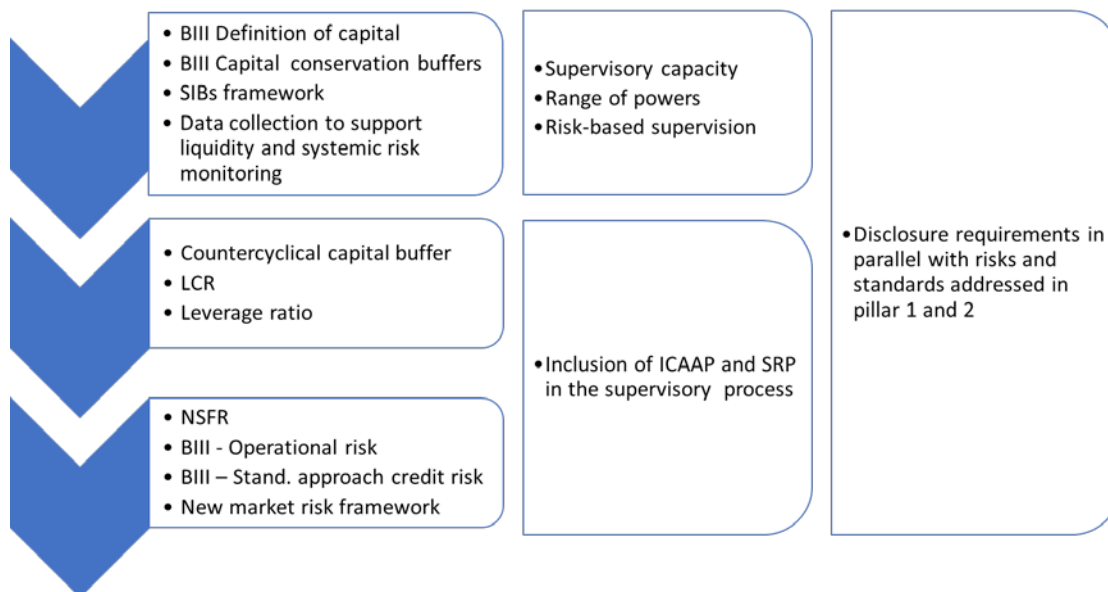 • BIII Definition of capital
• BIII Capital conservation buffers
• SIBs framework
• Data collection to support
liquidity and systemic risk
monitoring
•Supervisory capacity
•Range of powers
•Risk-based supervision
• Countercyclical capital buffer
• LCR
• Leverage ratio
• NSFR
• BIII - Operational risk
• BIII – Stand. approach credit risk
• New market risk framework
•Inclusion of ICAAP and SRP
in the supervisory process
•Disclosure requirements in
parallel with risks and
standards addressed in
pillar 1 and 2